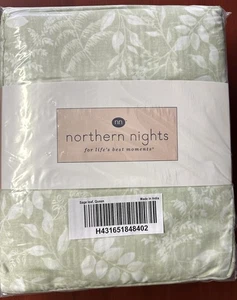 nn
northern nights
for life's best moments®
Sage leaf, Queen
Made in India
H431651848402